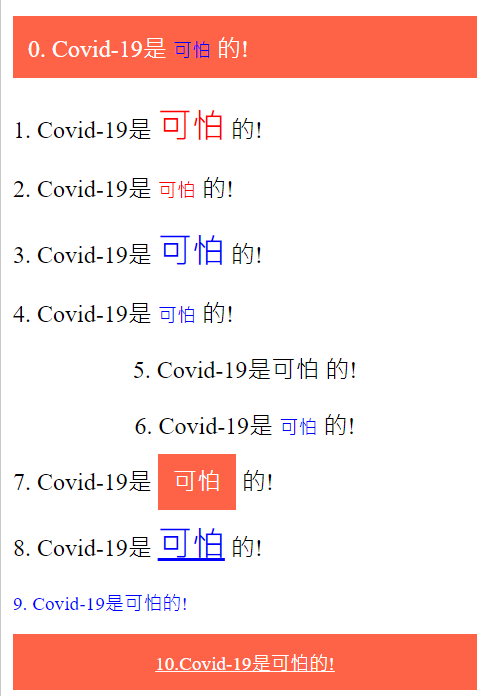 0. Covid-19是 可怕 的!
1. Covid-19是 可怕 的!
2. Covid-19是 可怕 的!
3. Covid-19是 可怕 的!
4. Covid-19是 可怕 的!
5. Covid-19是可怕 的!
6. Covid-19是 可怕 的!
7. Covid-19是 可怕 的!
8. Covid-19是 可怕 的!
9. Covid-19是可怕的!
10.Covid-19是可怕的!